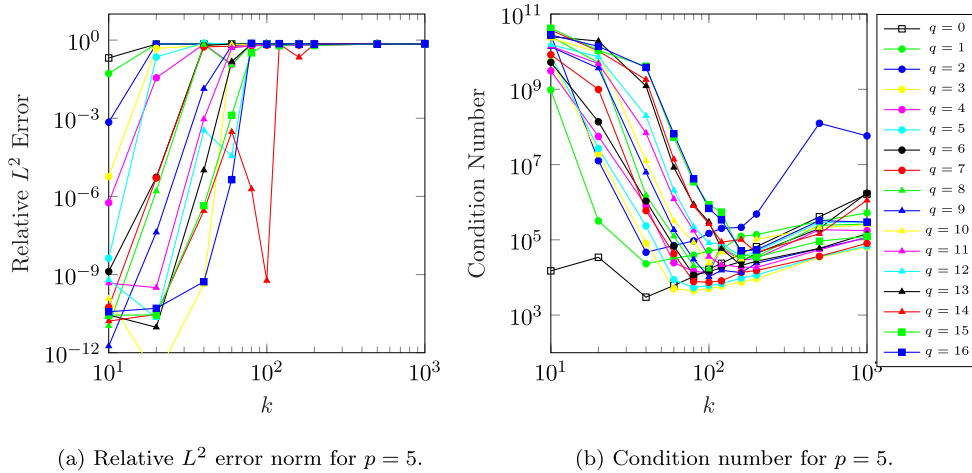 10^0
10^−3
10^−6
10^−9
10^−12
10^1
10^2
10^3
k
Relative L^2 Error
(a) Relative L^2 error norm for p = 5.
10^11
10^9
10^7
10^5
10^3
10^1
10^2
10^3
k
Condition Number
(b) Condition number for p = 5.
q = 0
q = 1
q = 2
q = 3
q = 4
q = 5
q = 6
q = 7
q = 8
q = 9
q = 10
q = 11
q = 12
q = 13
q = 14
q = 15
q = 16